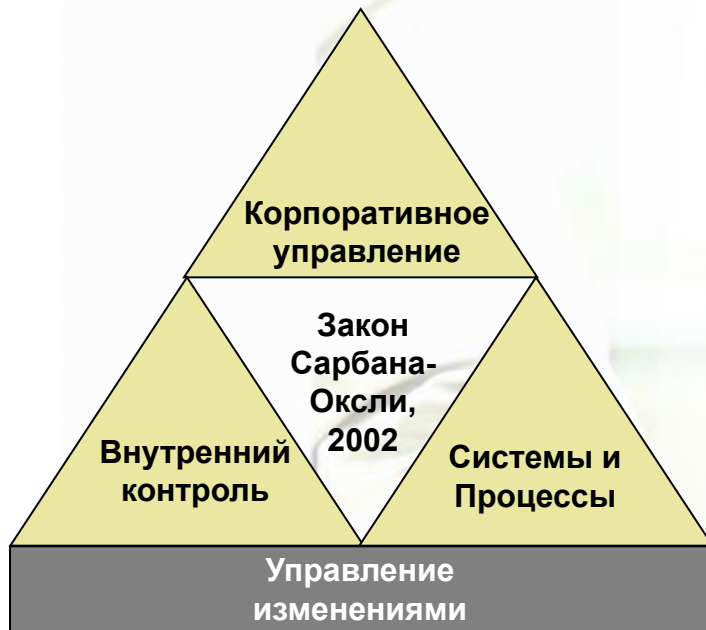 Корпоративное
управление
Закон
Сарбана-
Оксли,
2002
Внутренний
контроль
Системы и
Процессы
Управление
изменениями